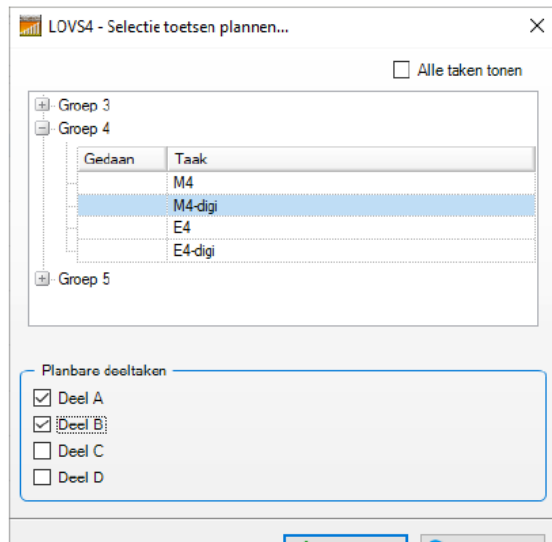 LOVS4 - Selectie toetsen plannen...
Alle taken tonen
Groep 3
Groep 4
Gedaan Taak
M4
M4-digi
E4
E4-digi
Groep 5
Planbare deeltaken
Deel A
Deel B
Deel C
Deel D